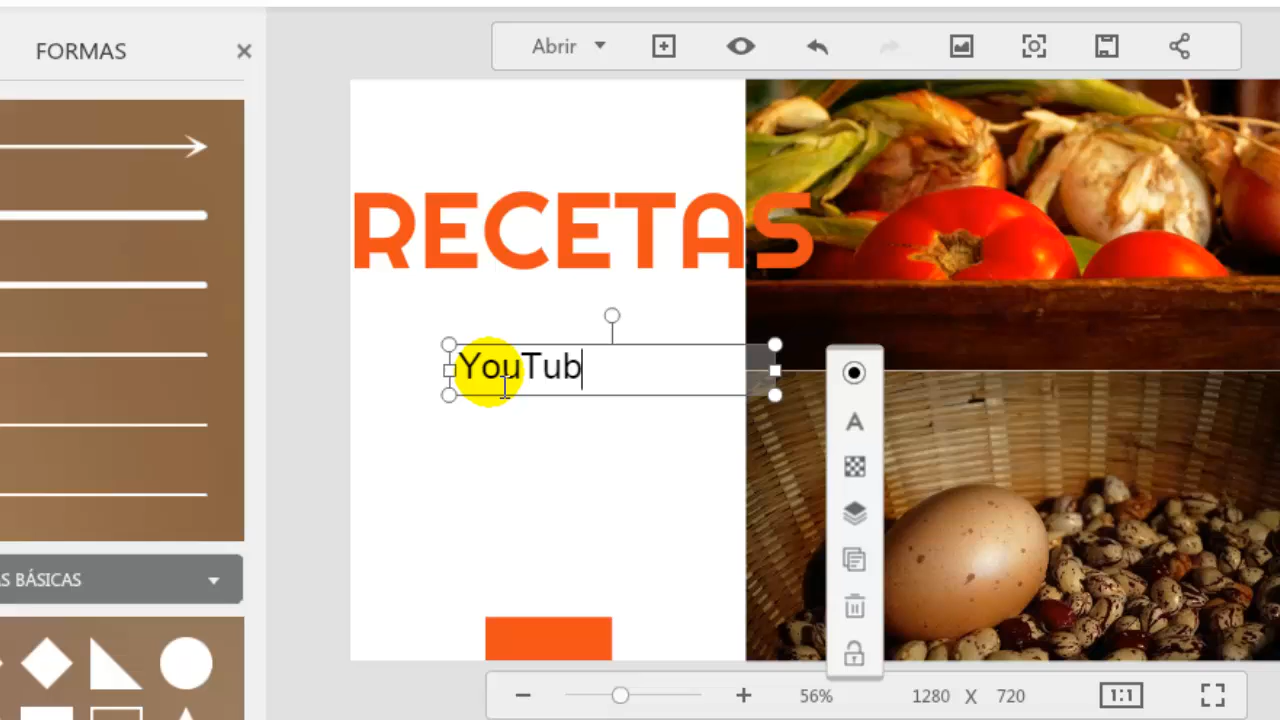 FORMAS
Abrir
RECETAS
YouTub
S BÁSICAS
56%
1280 X 720
1:1